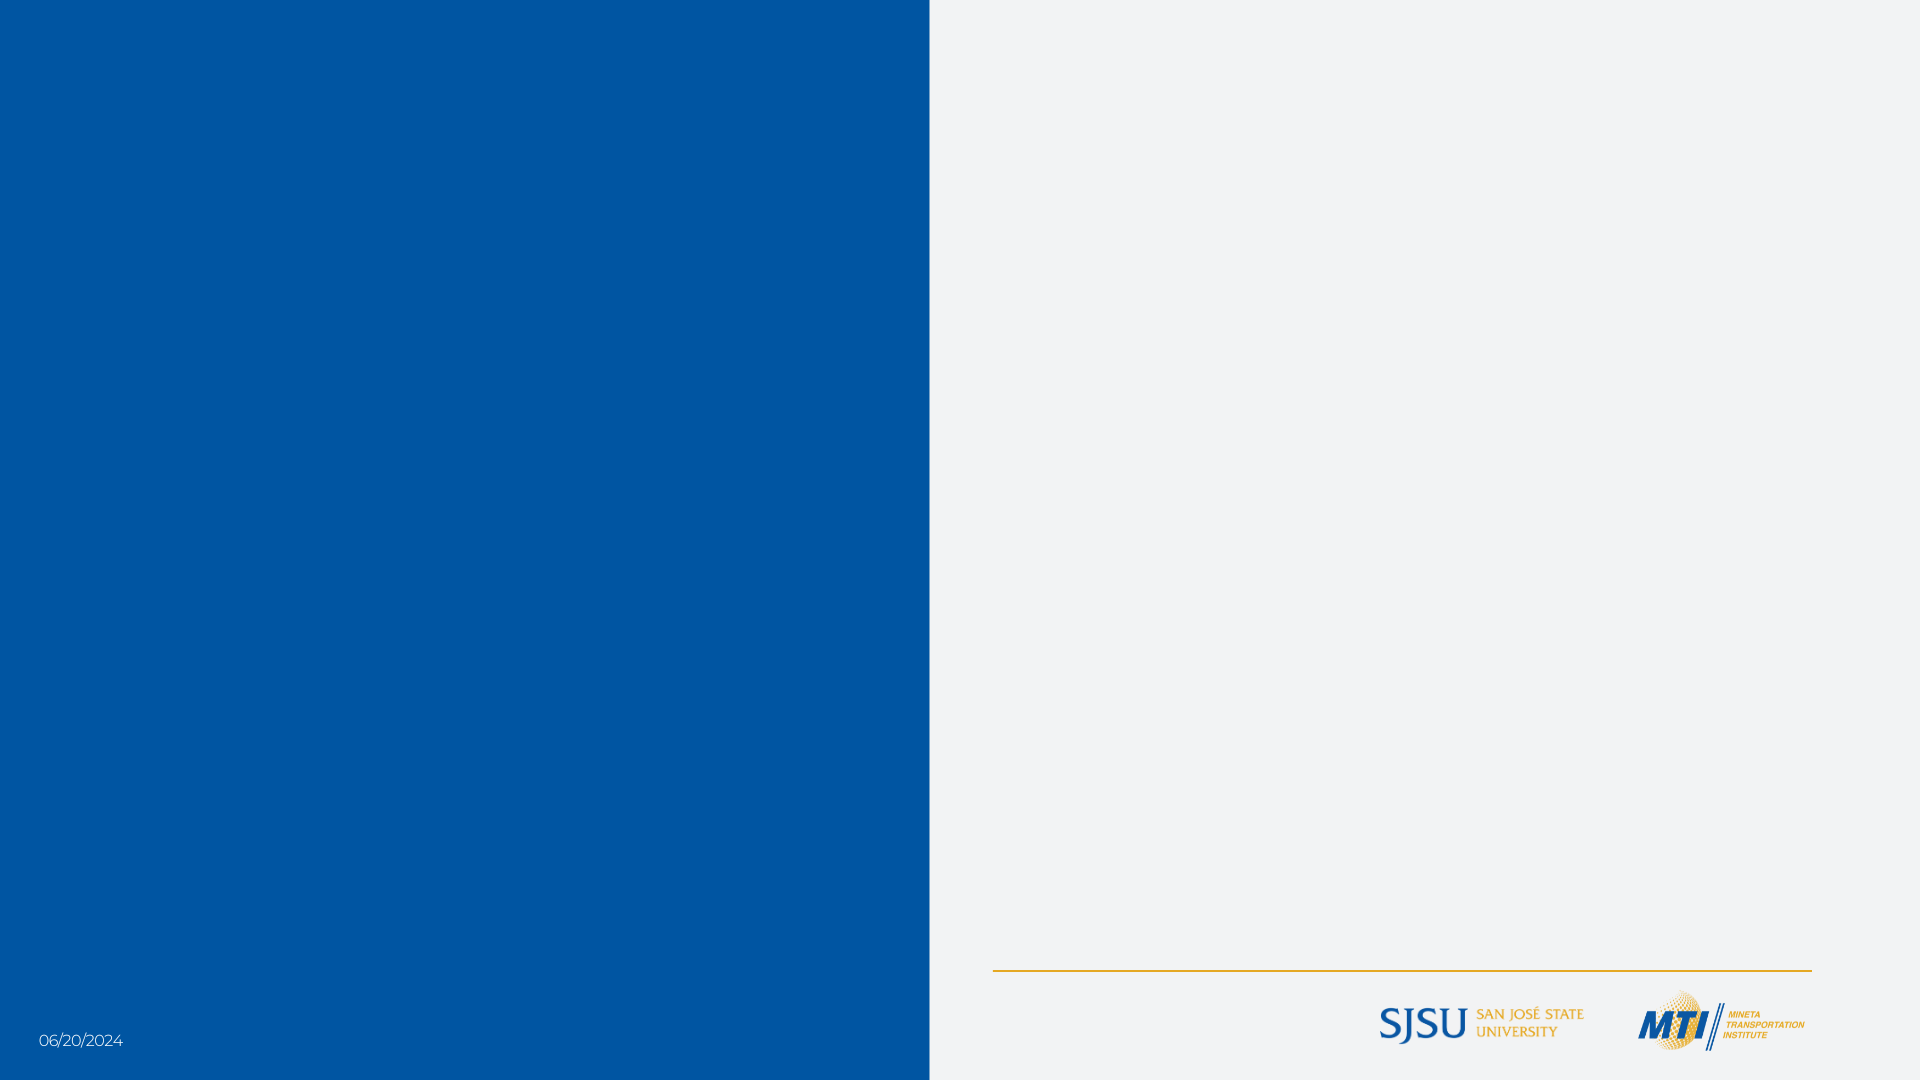 06/20/2024
SJSU SAN JOSÉ STATE
UNIVERSITY
MTI MINETA
TRANSPORTATION
INSTITUTE